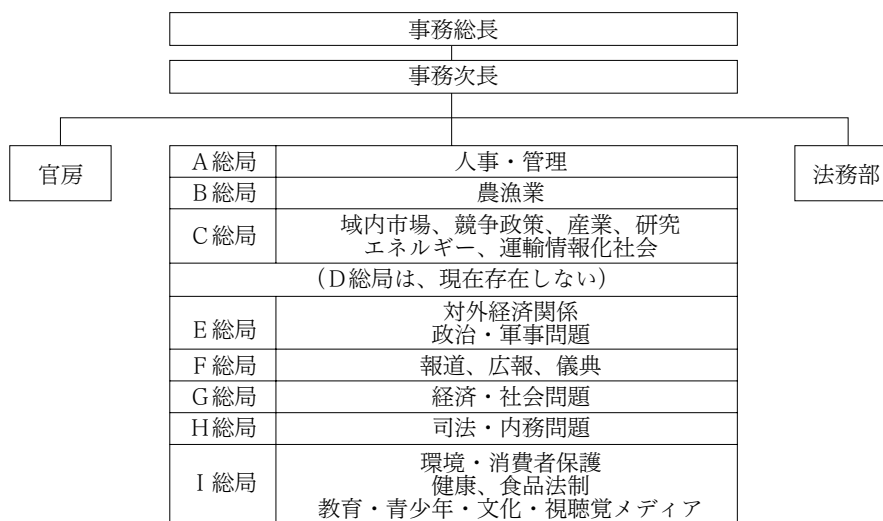 事務総長
事務次長
官房
法務部
A総局 人事・管理
B総局 農漁業
C総局 域内市場、競争政策、産業、研究
エネルギー、運輸情報化社会
(D総局は、現在存在しない)
E総局 対外経済関係
政治・軍事問題
F総局 報道、広報、儀典
G総局 経済・社会問題
H総局 司法・内務問題
I総局 環境・消費者保護
健康、食品法制
教育・青少年・文化・視聴覚メディア